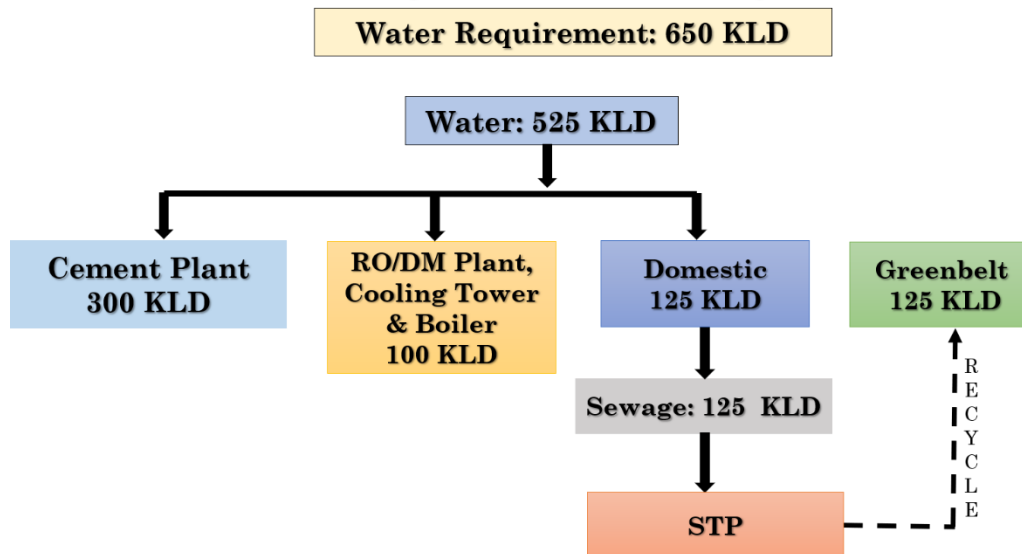 Water Requirement: 650 KLD
Water: 525 KLD
Cement Plant
300 KLD
RO/DM Plant,
Cooling Tower
& Boiler
100 KLD
Domestic
125 KLD
Greenbelt
125 KLD
Sewage: 125 KLD
STP
RECYCLE